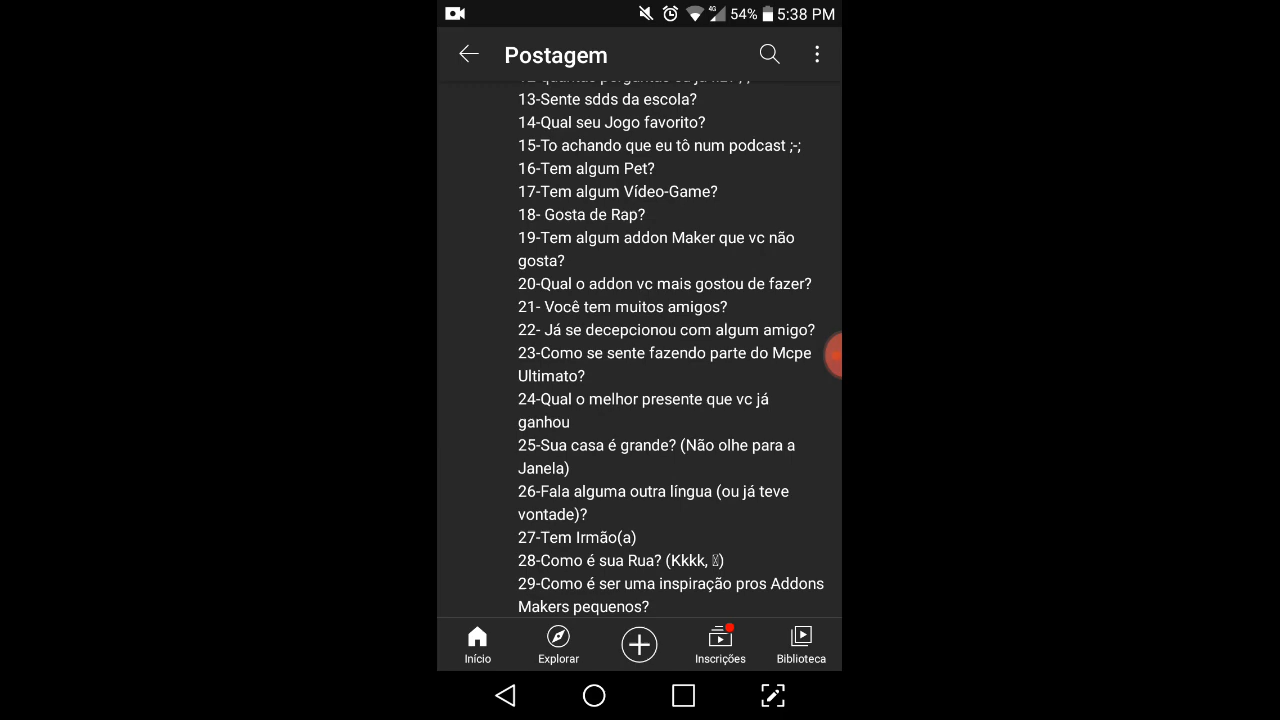 4G 54% 5:38 PM
Postagem
13-Sente sdds da escola?
14-Qual seu Jogo favorito?
15-To achando que eu tô num podcast ;-;
16-Tem algum Pet?
17-Tem algum Vídeo-Game?
18- Gosta de Rap?
19-Tem algum addon Maker que vc não
gosta?
20-Qual o addon vc mais gostou de fazer?
21- Você tem muitos amigos?
22- Já se decepcionou com algum amigo?
23-Como se sente fazendo parte do Mcpe
Ultimato?
24-Qual o melhor presente que vc já
ganhou
25-Sua casa é grande? (Não olhe para a
Janela)
26-Fala alguma outra língua (ou já teve
vontade)?
27-Tem Irmão(a)
28-Como é sua Rua? (Kkkk, )
29-Como é ser uma inspiração pros Addons
Makers pequenos?
Início Explorar Inscrições Biblioteca